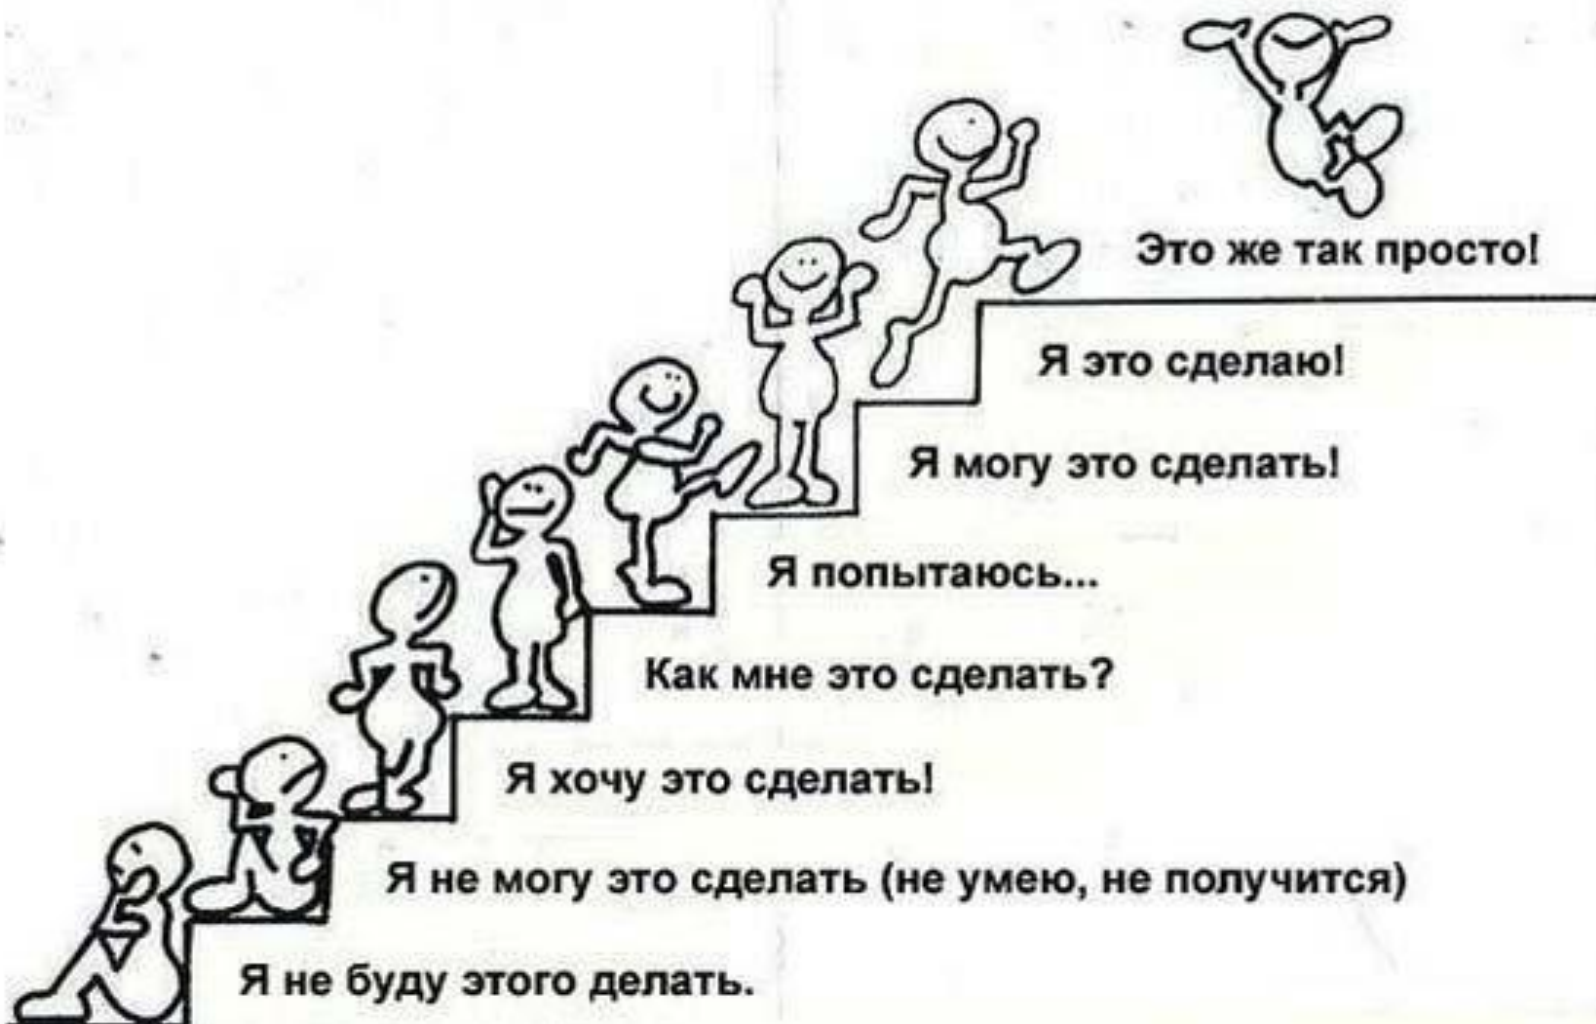 Это же так просто!
Я это сделаю!
Я могу это сделать!
Я попытаюсь...
Как мне это сделать?
Я хочу это сделать!
Я не могу это сделать (не умею, не получится)
Я не буду этого делать.